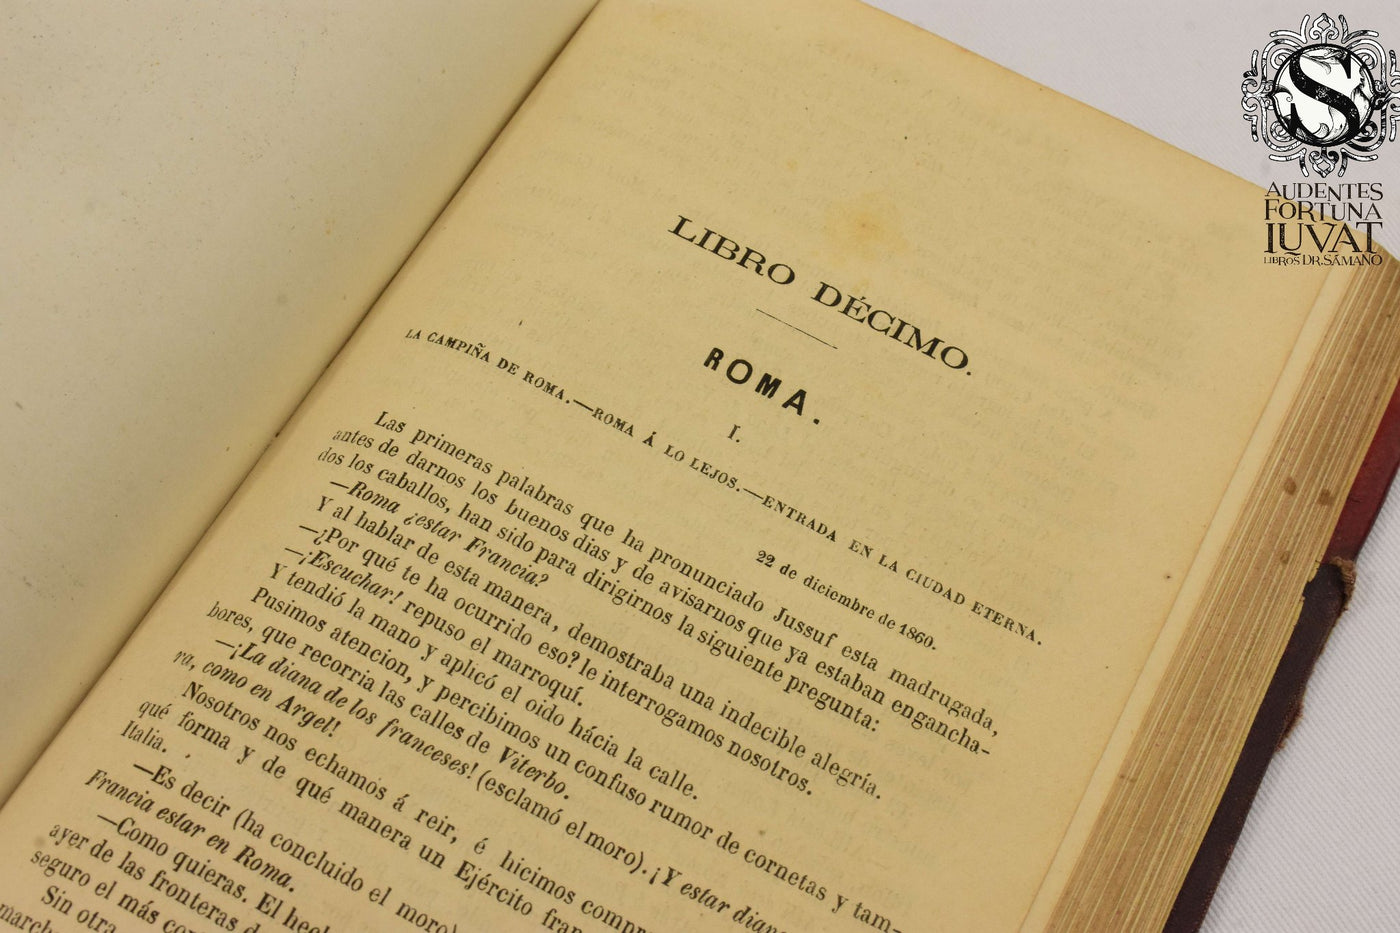 LIBRO DÉCIMO.
ROMA.
I.
LA CAMPIÑA DE ROMA.—ROMA Á LO LEJOS.—ENTRADA EN LA CIUDAD ETERNA.
22 de diciembre de 1860.
Las primeras palabras que ha pronunciado Jussuf esta madrugada,
antes de darnos los buenos dias y de avisarnos que ya estaban engancha-
dos los caballos, han sido para dirigirnos la siguiente pregunta:
—Roma ¿estar Francia?
Y al hablar de esta manera, demostraba una indecible alegría.
—¿Por qué te ha ocurrido eso? le interrogamos nosotros.
—¡Escuchar! repuso el marroquí.
Y tendió la mano y aplicó el oido hácia la calle.
Pusimos atencion, y percibimos un confuso rumor de cornetas y tam-
bores, que recorria las calles de Viterbo.
—¡La diana de los franceses! (esclamó el moro). ¡Y estar diana
ra, como en Argel!
Nosotros nos echamos á reir, é hicimos
qué forma y de qué manera un Ejército
Italia.
—Es decir (ha concluido el moro)
Francia estar en Roma.
—Como quieras. El
ayer de las fronteras
seguro el más
Sin otra
AUDENTES
FORTUNA
IUVAT
LIBROS DR. SÁMANO